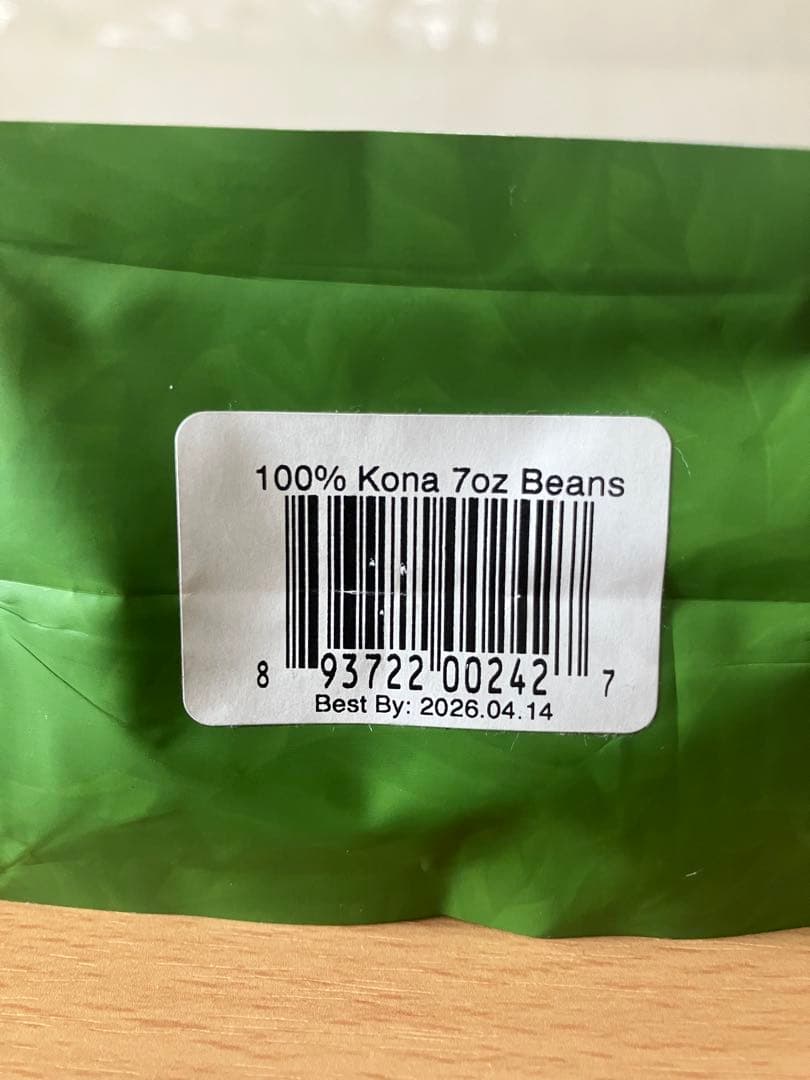 100% Kona 7oz Beans
8 93722 00242 7
Best By: 2026.04.14